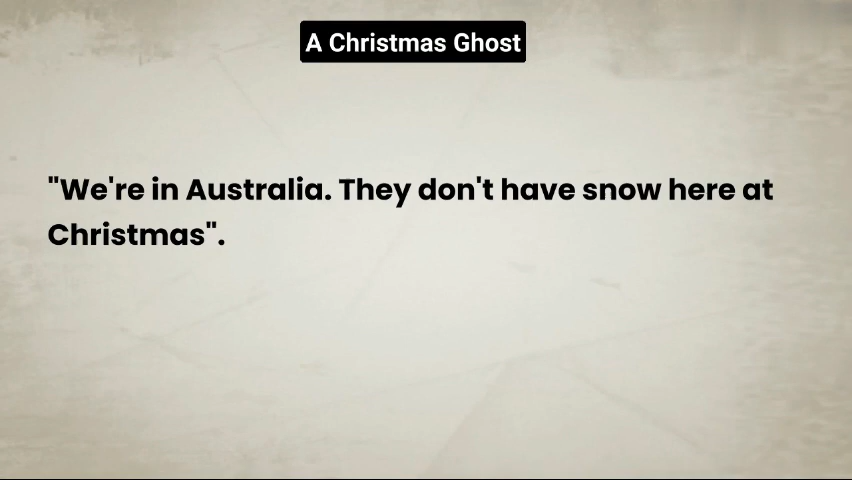 A Christmas Ghost
"We're in Australia. They don't have snow here at
Christmas".